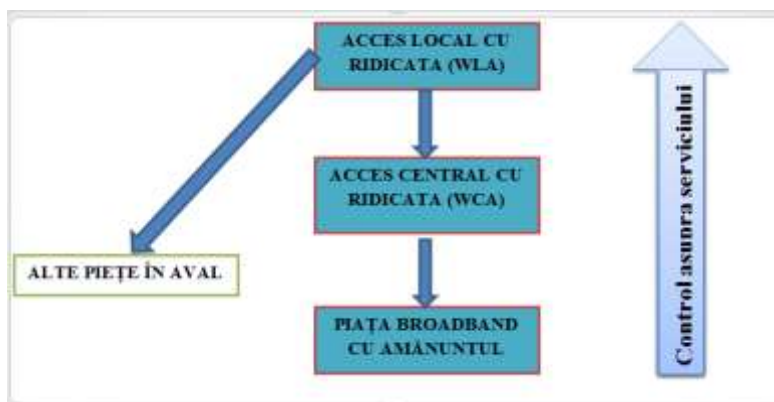 ACCES LOCAL CU
RIDICATA (WLA)
ACCES CENTRAL CU
RIDICATA (WCA)
ALTE PIEȚE ÎN AVAL
PIAȚA BROADBAND
CU AMĂNUNTUL
Control asupra serviciului